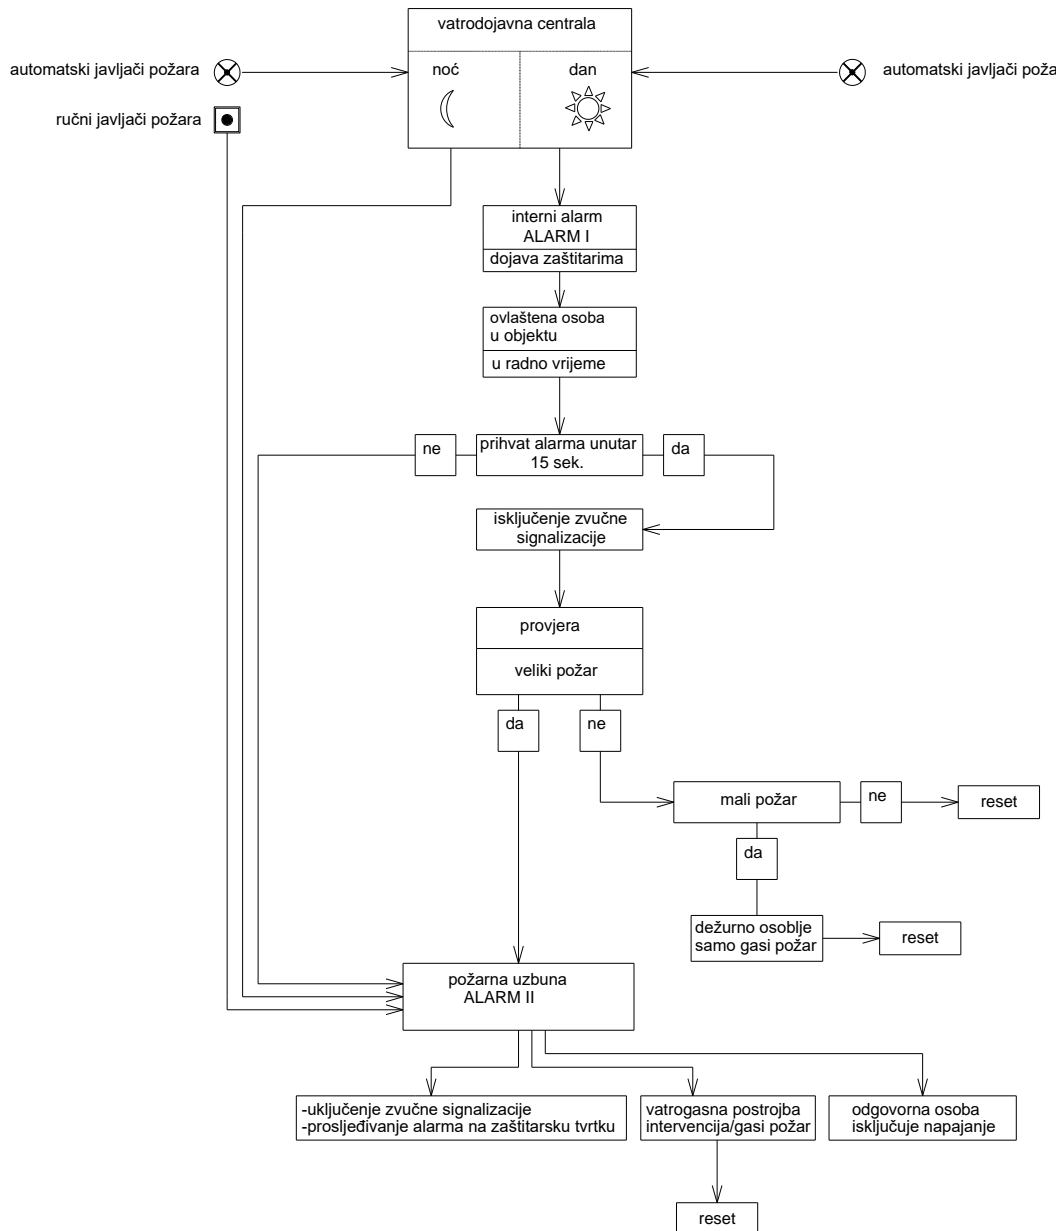 vatrodojavna centrala
automatski javljači požara
noć
dan
automatski javljači poža
ručni javljači požara
interni alarm
ALARM I
dojava zaštitarima
ovlaštena osoba
u objektu
u radno vrijeme
ne
prihvat alarma unutar
15 sek.
da
isključenje zvučne
signalizacije
provjera
veliki požar
da
ne
mali požar
ne
reset
da
dežurno osoblje
samo gasi požar
reset
požarna uzbuna
ALARM II
-uključenje zvučne signalizacije
-prosljeđivanje alarma na zaštitarsku tvrtku
vatrogasna postrojba
intervencija/gasi požar
odgovorna osoba
isključuje napajanje
reset